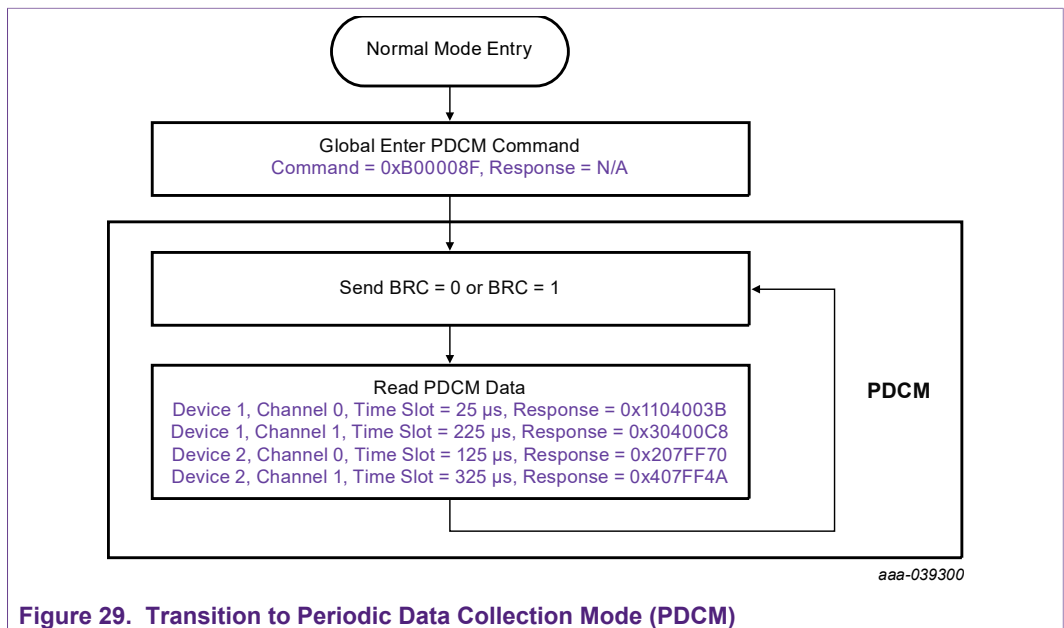 Normal Mode Entry
Global Enter PDCM Command
Command = 0xB00008F, Response = N/A
Send BRC = 0 or BRC = 1
Read PDCM Data
Device 1, Channel 0, Time Slot = 25 µs, Response = 0x1104003B
Device 1, Channel 1, Time Slot = 225 µs, Response = 0x30400C8
Device 2, Channel 0, Time Slot = 125 µs, Response = 0x207FF70
Device 2, Channel 1, Time Slot = 325 µs, Response = 0x407FF4A
PDCM
aaa-039300
Figure 29. Transition to Periodic Data Collection Mode (PDCM)